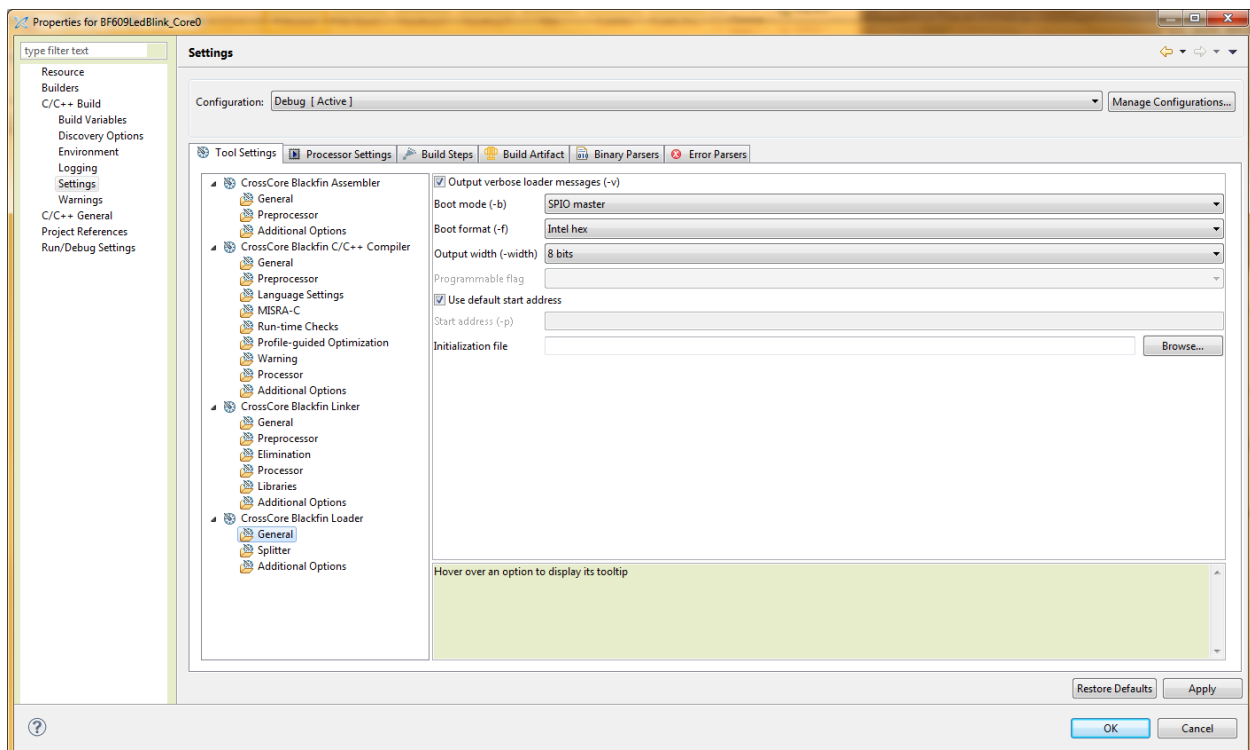 Properties for BF609LedBlink_Core0
type filter text
Resource
Builders
C/C++ Build
Build Variables
Discovery Options
Environment
Logging
Settings
Warnings
C/C++ General
Project References
Run/Debug Settings
Settings
Configuration: Debug [ Active ]
Manage Configurations...
Tool Settings Processor Settings Build Steps Build Artifact Binary Parsers Error Parsers
CrossCore Blackfin Assembler
General
Preprocessor
Additional Options
CrossCore Blackfin C/C++ Compiler
General
Preprocessor
Language Settings
MISRA-C
Run-time Checks
Profile-guided Optimization
Warning
Processor
Additional Options
CrossCore Blackfin Linker
General
Preprocessor
Elimination
Processor
Libraries
Additional Options
CrossCore Blackfin Loader
General
Splitter
Additional Options
Output verbose loader messages (-v)
Boot mode (-b) SPI0 master
Boot format (-f) Intel hex
Output width (-width) 8 bits
Programmable flag
Use default start address
Start address (-p)
Initialization file Browse...
Hover over an option to display its tooltip
Restore Defaults Apply
OK Cancel